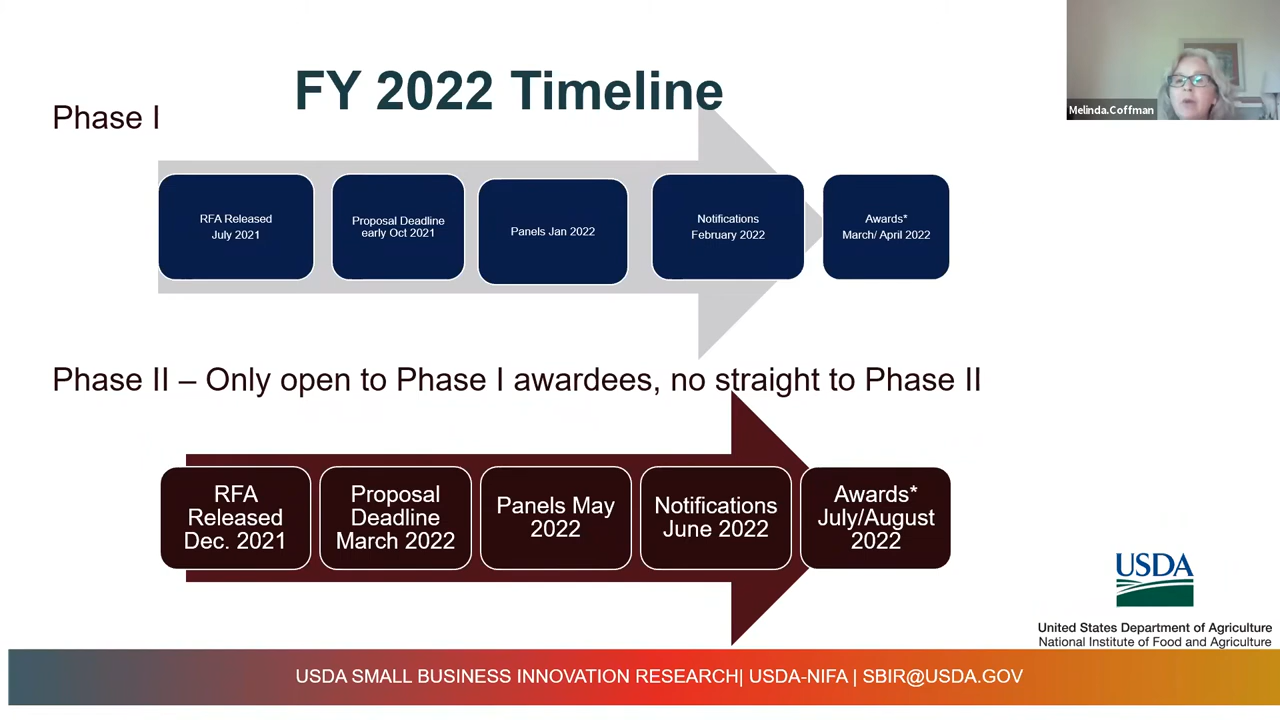 FY 2022 Timeline
Melinda.Coffman
Phase I
RFA Released
July 2021
Proposal Deadline
early Oct 2021
Panels Jan 2022
Notifications
February 2022
Awards*
March/ April 2022
Phase II – Only open to Phase I awardees, no straight to Phase II
RFA
Released
Dec. 2021
Proposal
Deadline
March 2022
Panels May
2022
Notifications
June 2022
Awards*
July/August
2022
USDA
United States Department of Agriculture
National Institute of Food and Agriculture
USDA SMALL BUSINESS INNOVATION RESEARCH| USDA-NIFA | SBIR@USDA.GOV